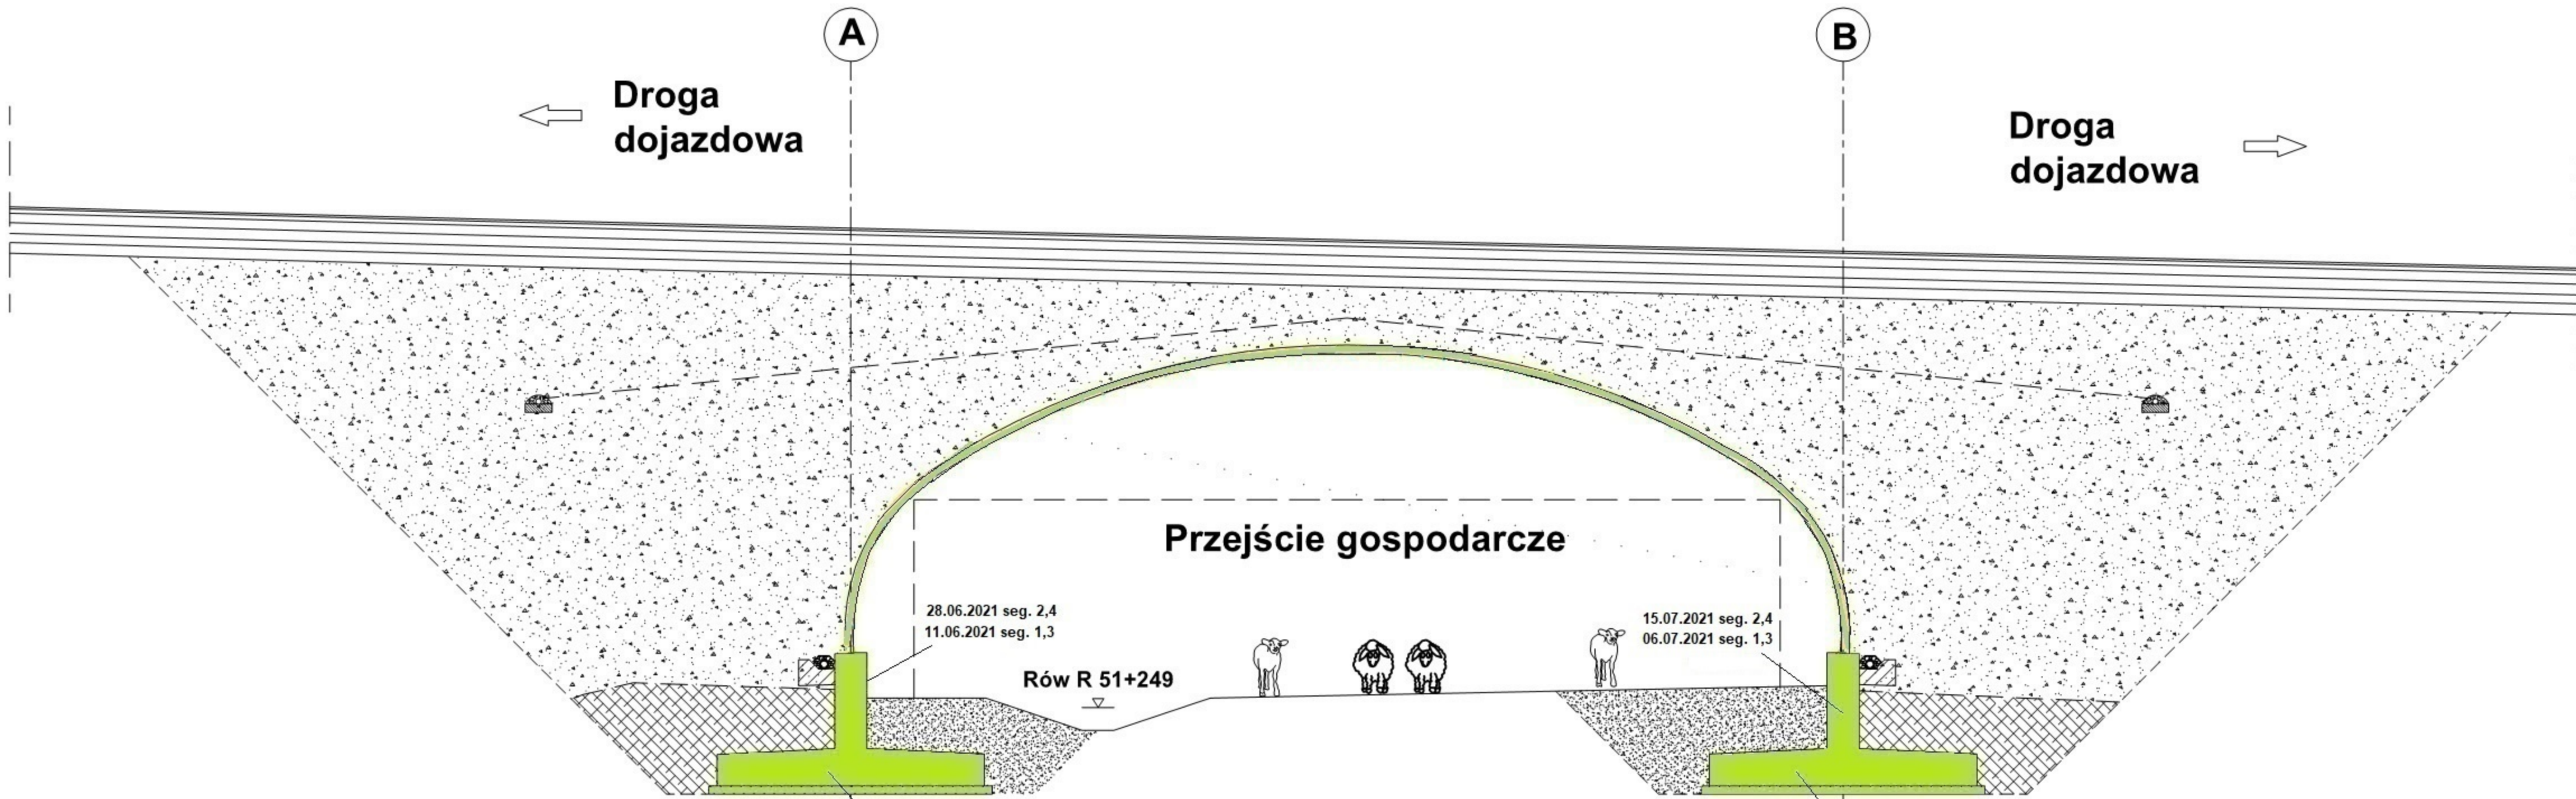 A
B
Droga
dojazdowa
Droga
dojazdowa
Przejście gospodarcze
28.06.2021 seg. 2,4
11.06.2021 seg. 1,3
15.07.2021 seg. 2,4
06.07.2021 seg. 1,3
Rów R 51+249